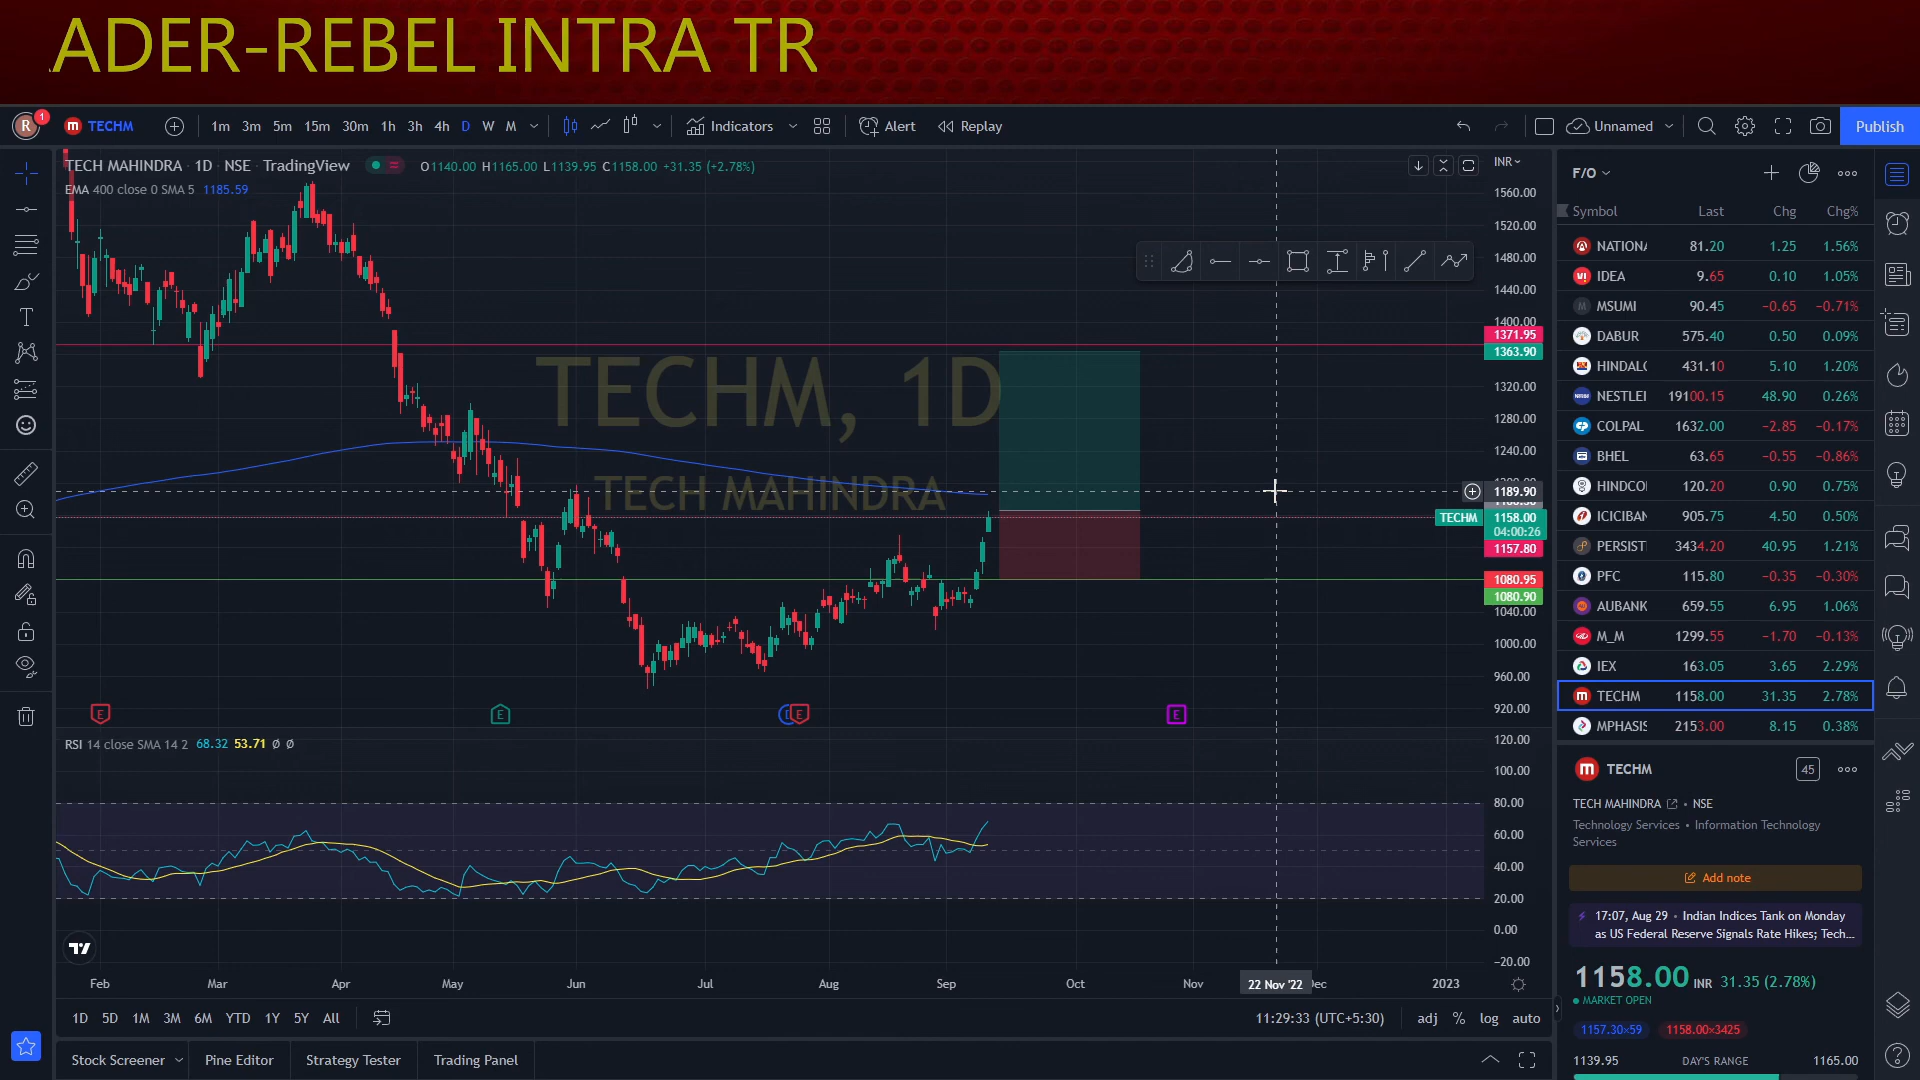 ADER-REBEL INTRA TR
R 1 TECHM 1m 3m 5m 15m 30m 1h 3h 4h D W M Indicators Alert Replay Unnamed Publish
TECH MAHINDRA · 1D · NSE · TradingView O1140.00 H1165.00 L1139.95 C1158.00 +31.35 (+2.78%)
EMA 400 close 0 SMA 5 1185.59
INR
1560.00
1520.00
1480.00
1440.00
1400.00
1371.95
1363.90
1320.00
1280.00
1240.00
1189.90
TECHM 1158.00
04:00:26
1157.80
1080.95
1080.90
1040.00
1000.00
960.00
920.00
TECHM, 1D
TECH MAHINDRA
E E E E
RSI 14 close SMA 14 2 68.32 53.71 Ø Ø
120.00
100.00
80.00
60.00
40.00
20.00
0.00
−20.00
Feb Mar Apr May Jun Jul Aug Sep Oct Nov 22 Nov '22 Dec 2023
1D 5D 1M 3M 6M YTD 1Y 5Y All 11:29:33 (UTC+5:30) adj % log auto
Stock Screener Pine Editor Strategy Tester Trading Panel
F/O
Symbol Last Chg Chg%
NATIONA 81.20 1.25 1.56%
IDEA 9.65 0.10 1.05%
MSUMI 90.45 −0.65 −0.71%
DABUR 575.40 0.50 0.09%
HINDALC 431.10 5.10 1.20%
NESTLEI 19100.15 48.90 0.26%
COLPAL 1632.00 −2.85 −0.17%
BHEL 63.65 −0.55 −0.86%
HINDCO 120.20 0.90 0.75%
ICICIBAN 905.75 4.50 0.50%
PERSIST 3434.20 40.95 1.21%
PFC 115.80 −0.35 −0.30%
AUBANK 659.55 6.95 1.06%
M_M 1299.55 −1.70 −0.13%
IEX 163.05 3.65 2.29%
TECHM 1158.00 31.35 2.78%
MPHASIS 2153.00 8.15 0.38%
TECHM 45
TECH MAHINDRA • NSE
Technology Services • Information Technology
Services
Add note
17:07, Aug 29 • Indian Indices Tank on Monday
as US Federal Reserve Signals Rate Hikes; Tech...
1158.00 INR 31.35 (2.78%)
MARKET OPEN
1157.30×59 1158.00×3425
1139.95 DAY'S RANGE 1165.00